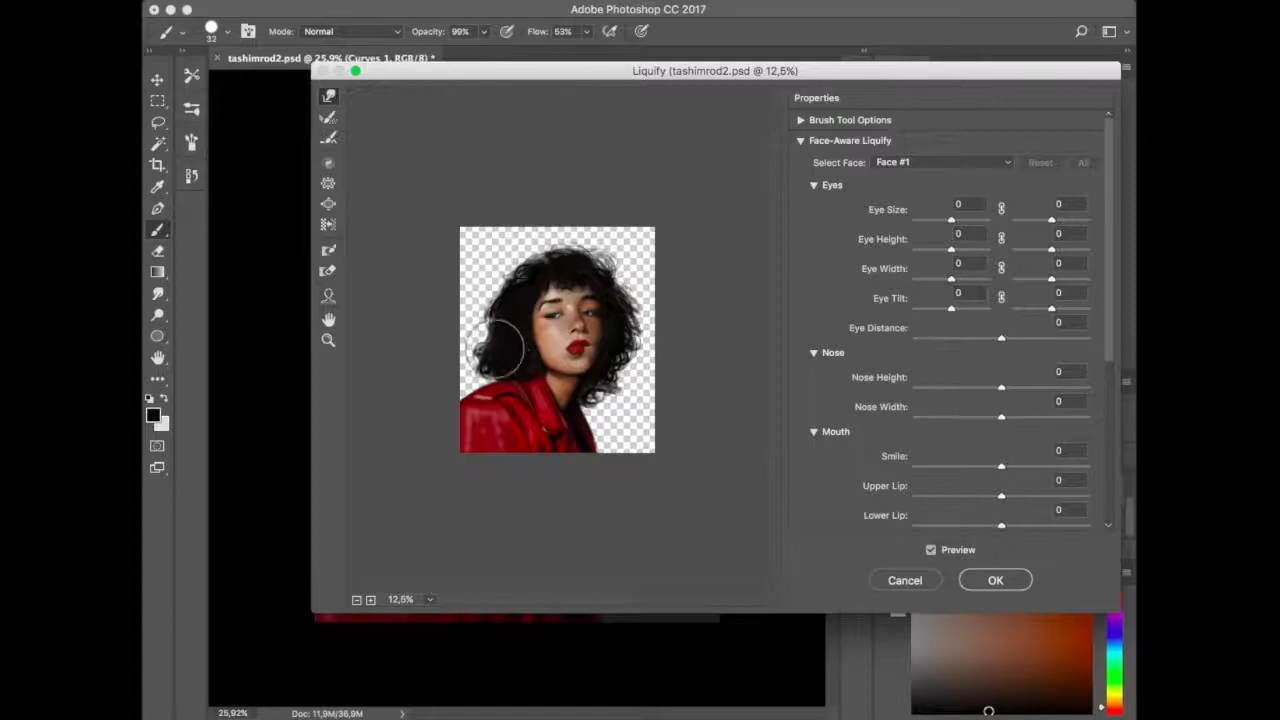 Adobe Photoshop CC 2017
32
Mode: Normal Opacity: 99% Flow: 53%
tashimrod2.psd @ 25,9% (Curves 1, RGB/8) *
Liquify (tashimrod2.psd @ 12,5%)
Properties
Brush Tool Options
Face-Aware Liquify
Select Face: Face #1 Reset All
Eyes
Eye Size: 0 0
Eye Height: 0 0
Eye Width: 0 0
Eye Tilt: 0 0
Eye Distance: 0
Nose
Nose Height: 0
Nose Width: 0
Mouth
Smile: 0
Upper Lip: 0
Lower Lip: 0
Preview
Cancel OK
12,5%
25,92% Doc: 11,9M/36,9M